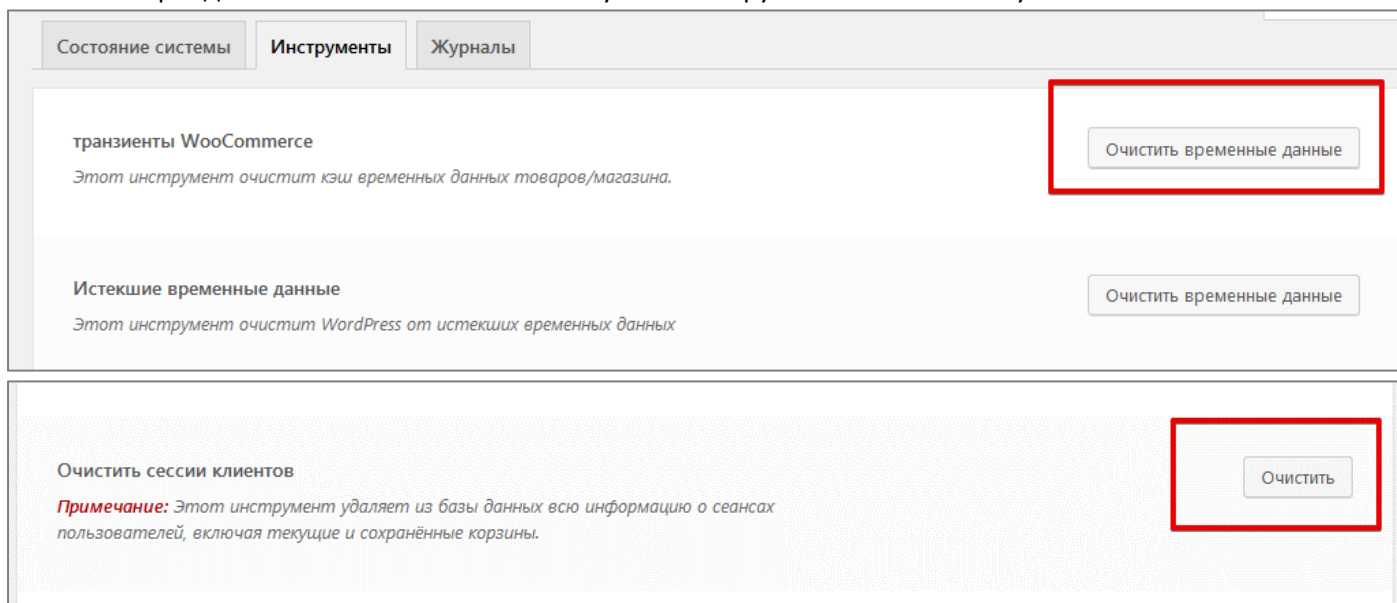 Состояние системы
Инструменты
Журналы
транзиенты WooCommerce
Очистить временные данные
Этот инструмент очистит кэш временных данных товаров/магазина.
Истекшие временные данные
Очистить временные данные
Этот инструмент очистит WordPress от истекших временных данных
Очистить сессии клиентов
Очистить
Примечание: Этот инструмент удаляет из базы данных всю информацию о сеансах
пользователей, включая текущие и сохранённые корзины.